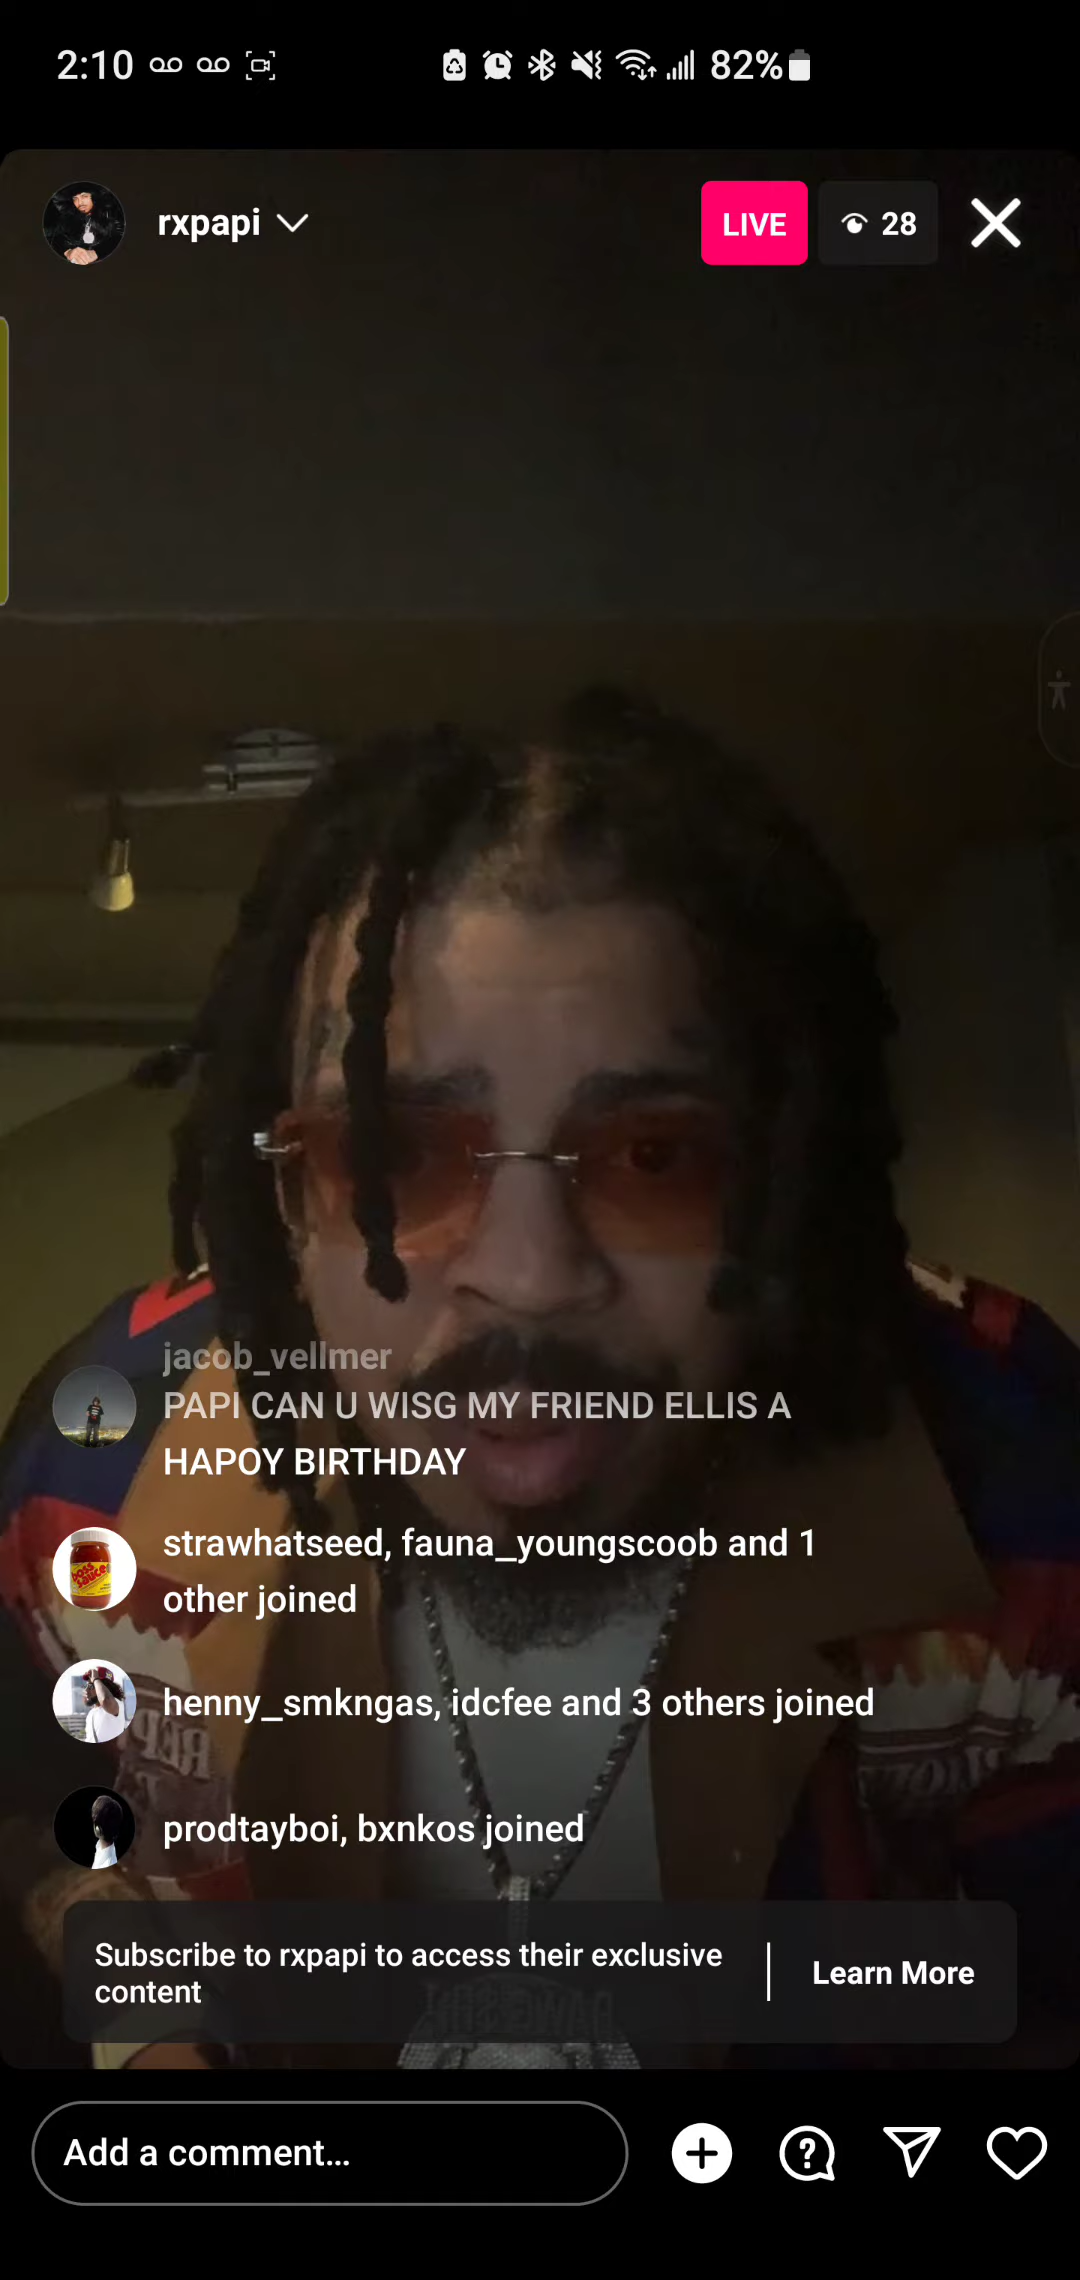 2:10
82%
rxpapi
LIVE
28
jacob_vellmer
PAPI CAN U WISG MY FRIEND ELLIS A
HAPOY BIRTHDAY
strawhatseed, fauna_youngscoob and 1
other joined
henny_smkngas, idcfee and 3 others joined
prodtayboi, bxnkos joined
Subscribe to rxpapi to access their exclusive
content
Learn More
Add a comment...